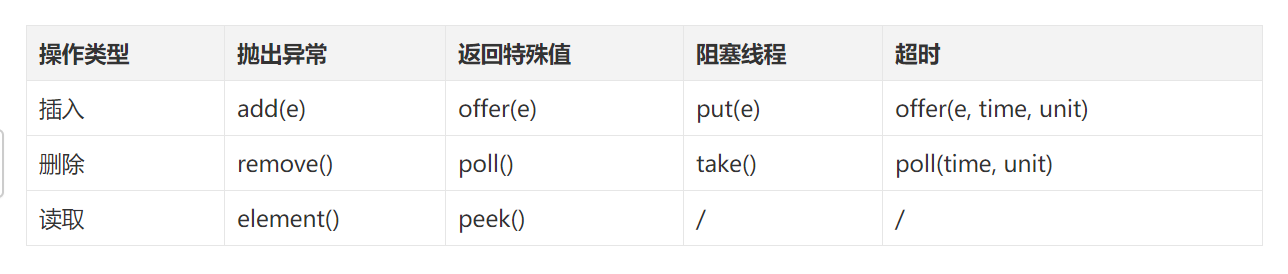 操作类型 抛出异常 返回特殊值 阻塞线程 超时
插入 add(e) offer(e) put(e) offer(e, time, unit)
删除 remove() poll() take() poll(time, unit)
读取 element() peek() / /